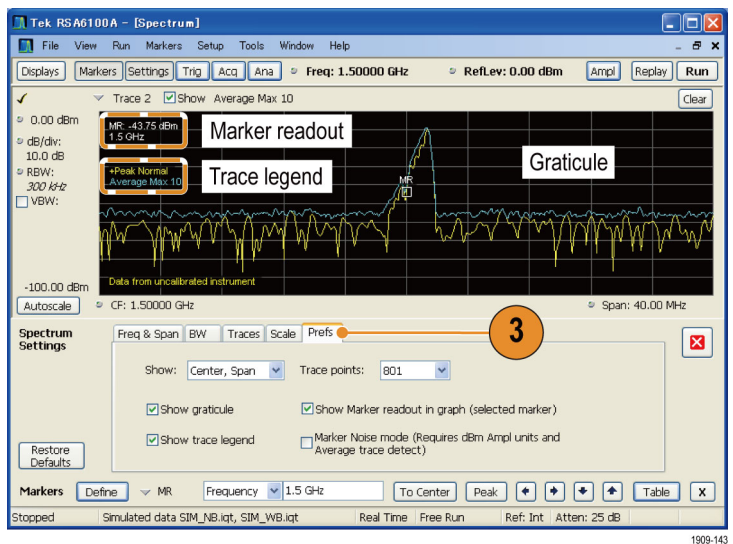 Tek RSA6100A - [Spectrum]
File View Run Markers Setup Tools Window Help
Displays Markers Settings Trig Acq Ana Freq: 1.50000 GHz RefLev: 0.00 dBm Ampl Replay Run
Trace 2 Show Average Max 10 Clear
0.00 dBm
dB/div:
10.0 dB
RBW:
300 kHz
VBW:
-100.00 dBm
MR: -43.75 dBm
1.5 GHz
Marker readout
+Peak Normal
Average Max 10
Trace legend
Graticule
MR
Data from uncalibrated instrument
Autoscale CF: 1.50000 GHz Span: 40.00 MHz
Spectrum
Settings
Freq & Span BW Traces Scale Prefs
3
Show: Center, Span Trace points: 801
Show graticule Show Marker readout in graph (selected marker)
Show trace legend Marker Noise mode (Requires dBm Ampl units and
Average trace detect)
Restore
Defaults
Markers Define MR Frequency 1.5 GHz To Center Peak Table X
Stopped Simulated data SIM_NB.iqt, SIM_WB.iqt Real Time Free Run Ref: Int Atten: 25 dB
1909-143